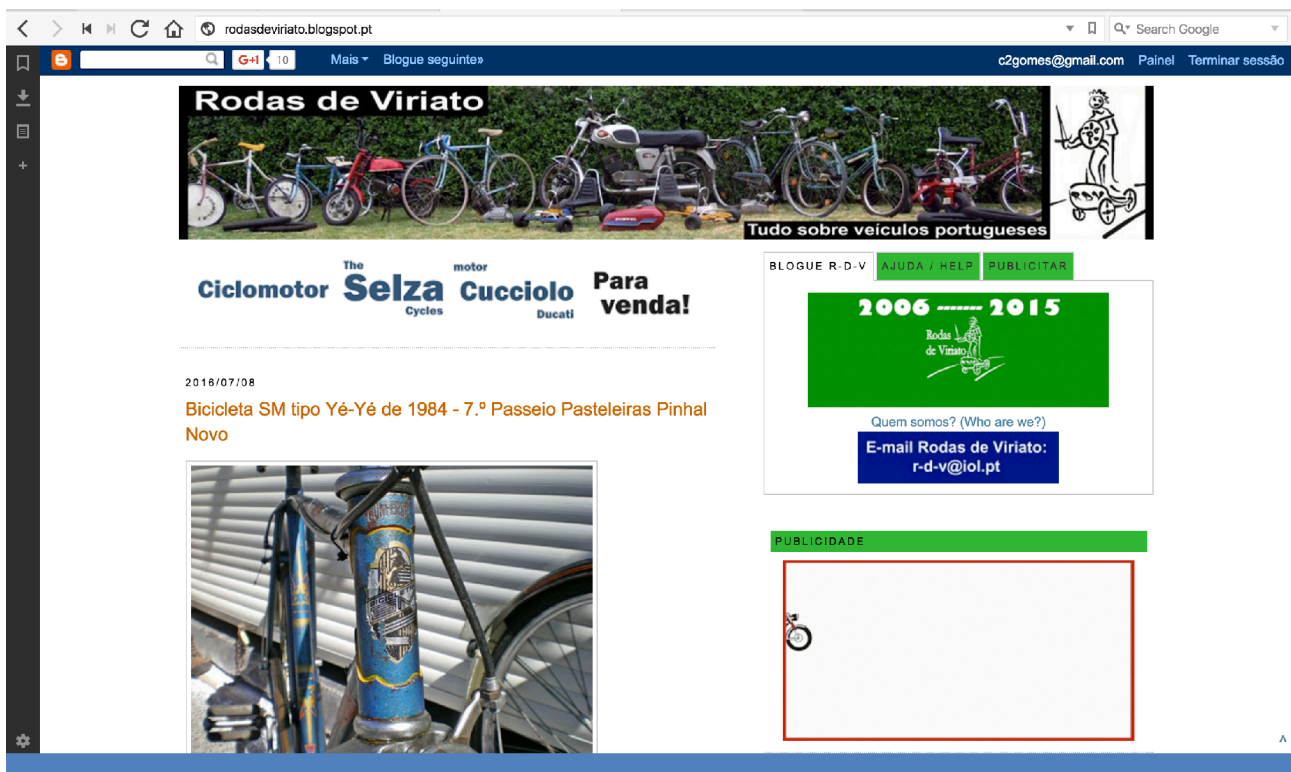 rodasdeviriato.blogspot.pt
Search Google
G+1 10
Mais
Blogue seguinte»
c2gomes@gmail.com
Painel
Terminar sessão
Rodas de Viriato
Tudo sobre veículos portugueses
Ciclomotor The Selza Cycles motor Cucciolo Ducati Para venda!
2016/07/08
Bicicleta SM tipo Yé-Yé de 1984 - 7.º Passeio Pasteleiras Pinhal
Novo
BLOGUE R-D-V
AJUDA / HELP
PUBLICITAR
2006 ------- 2015
Rodas
de Viriato
Quem somos? (Who are we?)
E-mail Rodas de Viriato:
r-d-v@iol.pt
PUBLICIDADE